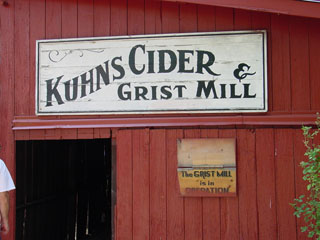 KUHNS CIDER &
GRIST MILL
The GRIST MILL
"is in
OPERATION"